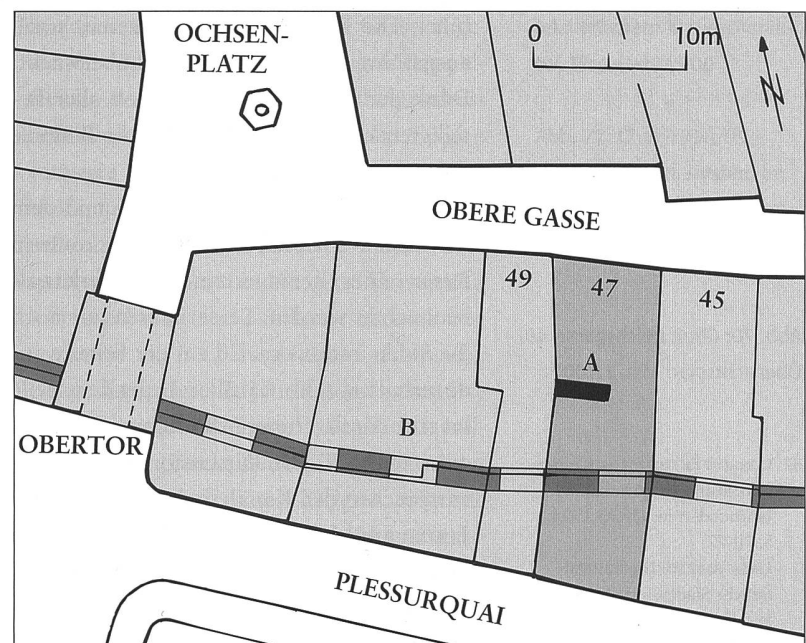 OCHSEN-
PLATZ
0 10m
N
OBERE GASSE
49 47 45
A
B
OBERTOR
PLESSURQUAI